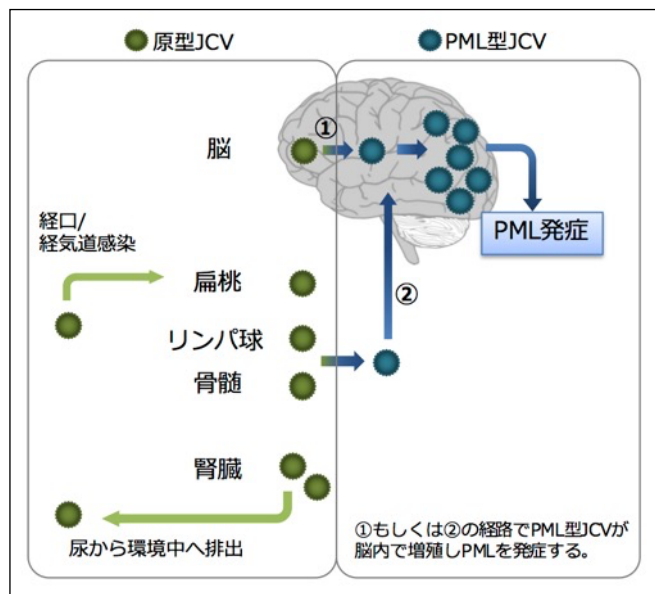 原型JCV
PML型JCV
脳
①
経口/
経気道感染
PML発症
扁桃
②
リンパ球
骨髄
腎臓
尿から環境中へ排出
①もしくは②の経路でPML型JCVが
脳内で増殖しPMLを発症する。